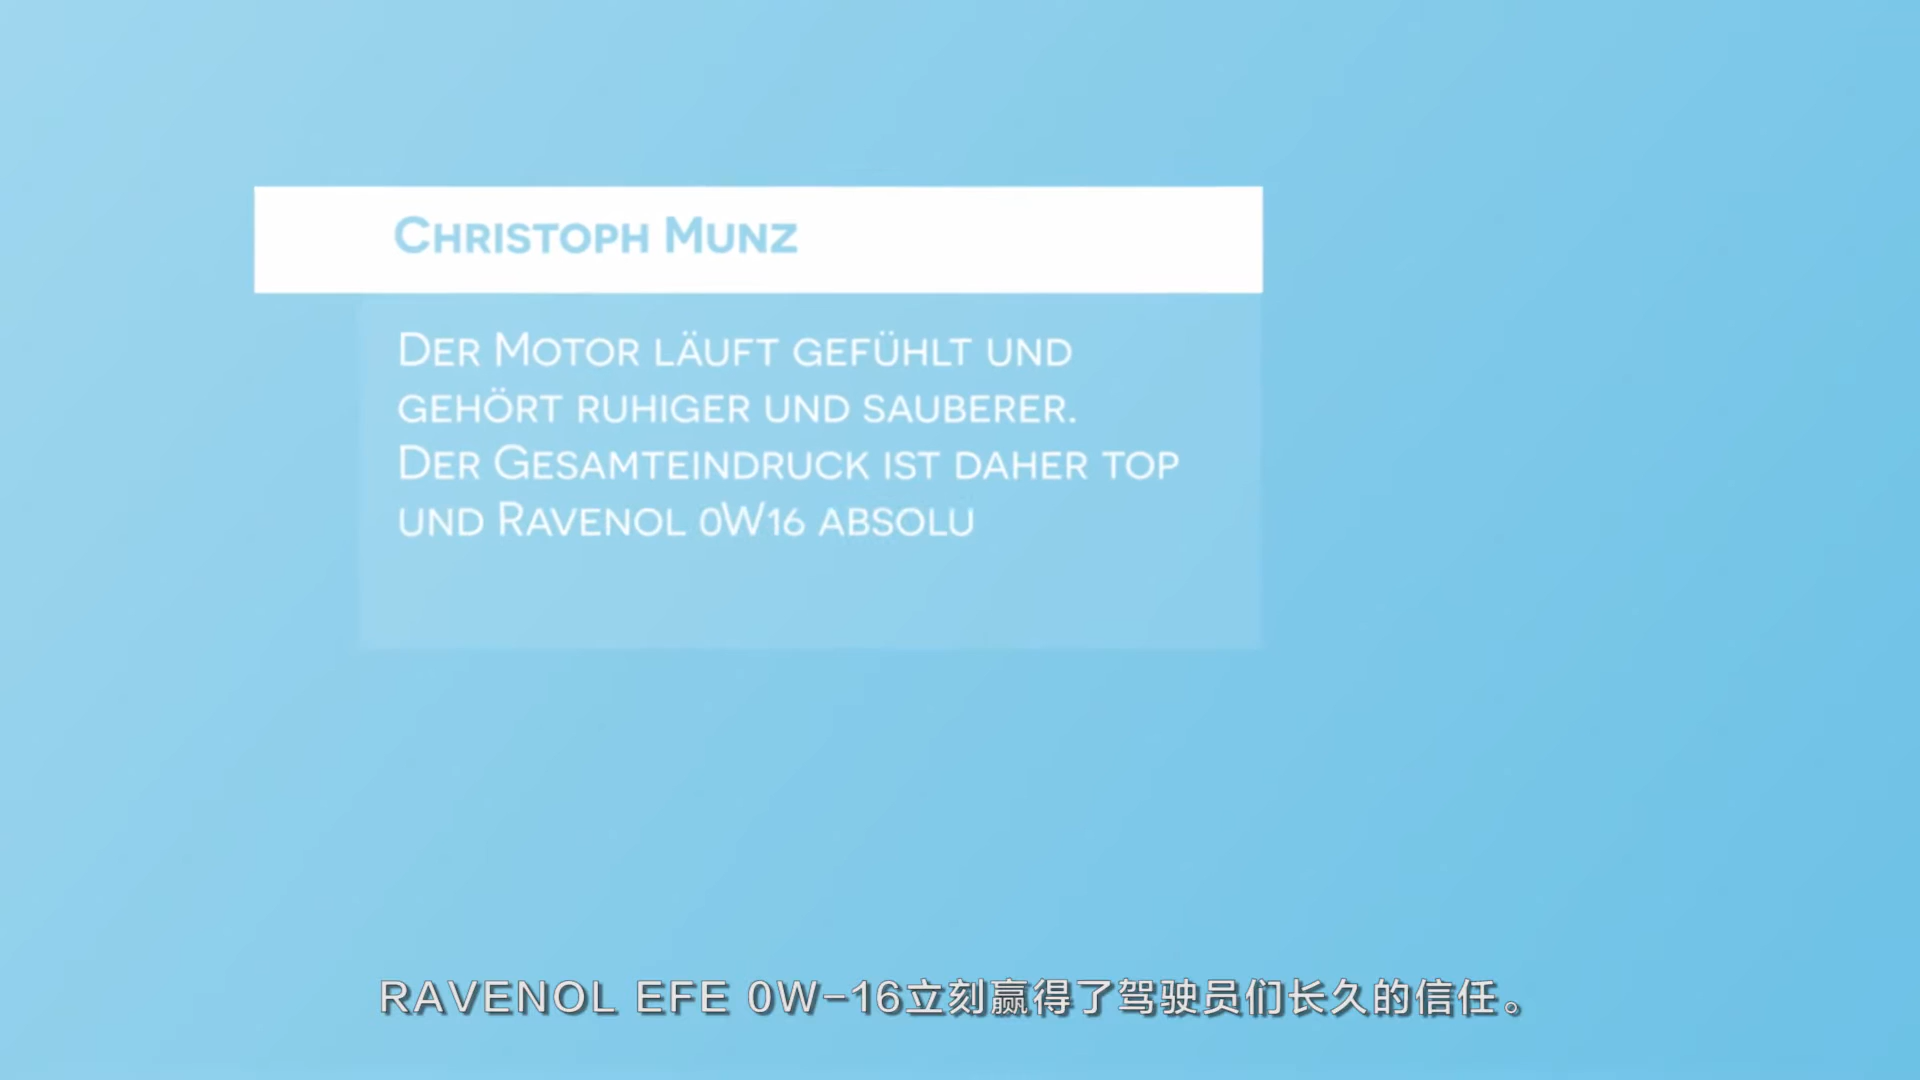 Christoph Munz
Der Motor läuft gefühlt und
gehört ruhiger und sauberer.
Der Gesamteindruck ist daher top
und Ravenol 0W16 absolu
RAVENOL EFE 0W-16立刻赢得了驾驶员们长久的信任。